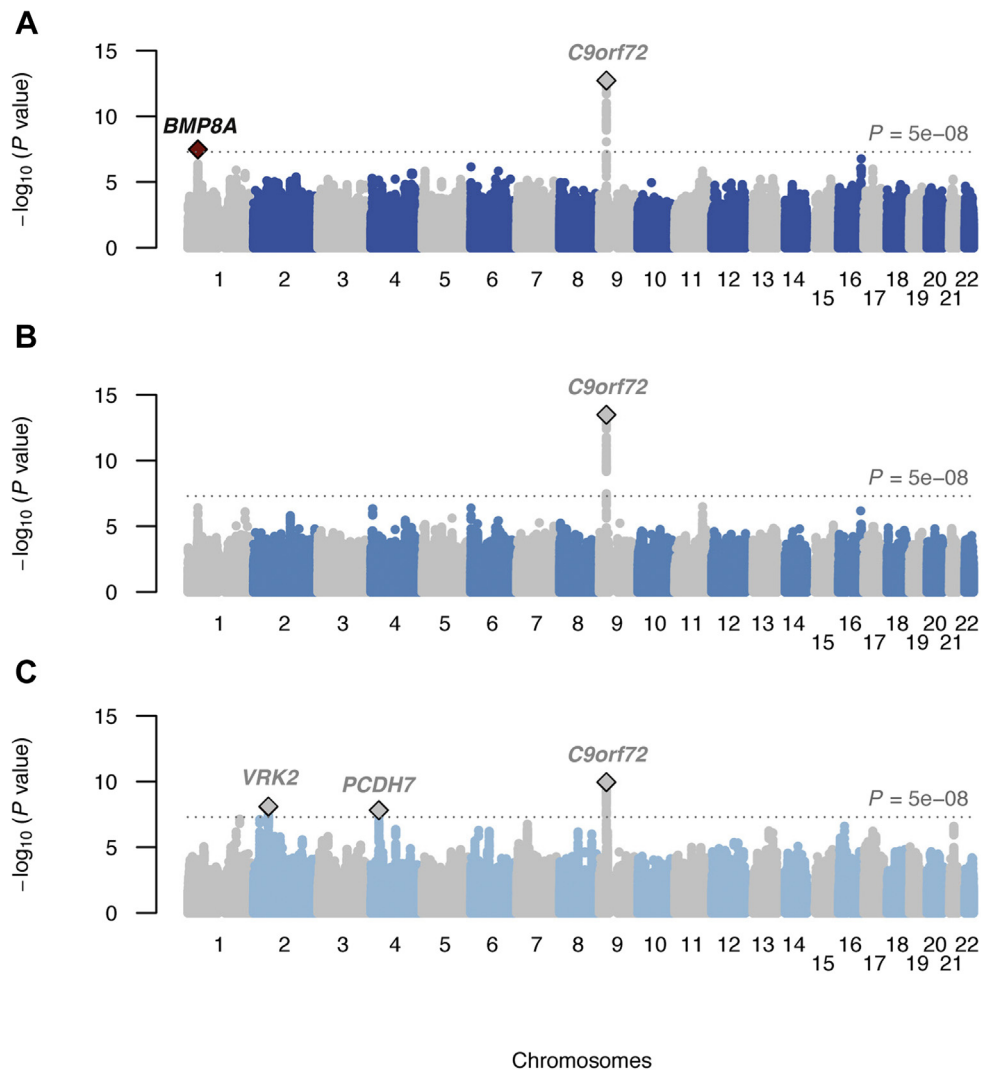 A
−log10 (P value)
15
10
5
0
BMP8A
C9orf72
P = 5e−08
1 2 3 4 5 6 7 8 9 10 11 12 13 14 16 18 20 22
15 17 19 21
B
−log10 (P value)
15
10
5
0
C9orf72
P = 5e−08
1 2 3 4 5 6 7 8 9 10 11 12 13 14 16 18 20 22
15 17 19 21
C
−log10 (P value)
15
10
5
0
VRK2
PCDH7
C9orf72
P = 5e−08
1 2 3 4 5 6 7 8 9 10 11 12 13 14 16 18 20 22
15 17 19 21
Chromosomes